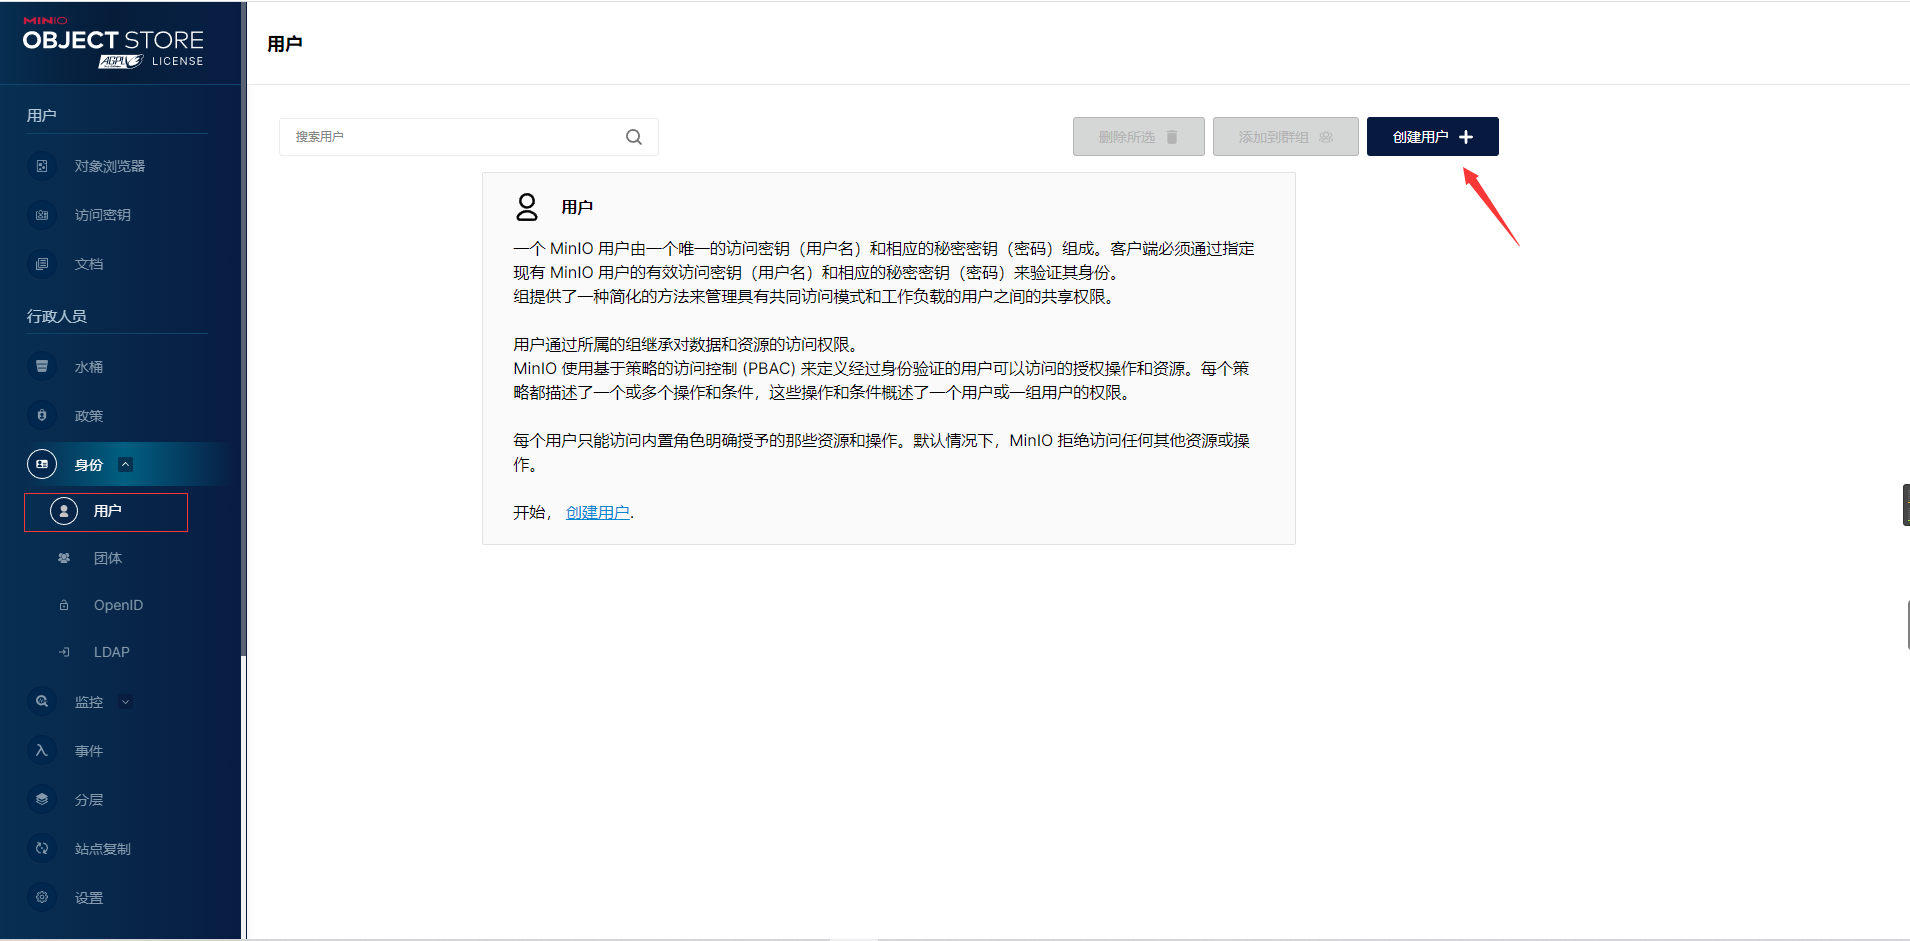 MINIO
OBJECT STORE
AGPLv3 LICENSE
用户
对象浏览器
访问密钥
文档
行政人员
水桶
政策
身份
用户
团体
OpenID
LDAP
监控
事件
分层
站点复制
设置
用户
搜索用户
删除所选
添加到群组
创建用户
用户
一个 MinIO 用户由一个唯一的访问密钥（用户名）和相应的秘密密钥（密码）组成。客户端必须通过指定
现有 MinIO 用户的有效访问密钥（用户名）和相应的秘密密钥（密码）来验证其身份。
组提供了一种简化的方法来管理具有共同访问模式和工作负载的用户之间的共享权限。
用户通过所属的组继承对数据和资源的访问权限。
MinIO 使用基于策略的访问控制 (PBAC) 来定义经过身份验证的用户可以访问的授权操作和资源。每个策
略都描述了一个或多个操作和条件，这些操作和条件概述了一个用户或一组用户的权限。
每个用户只能访问内置角色明确授予的那些资源和操作。默认情况下，MinIO 拒绝访问任何其他资源或操
作。
开始， 创建用户.